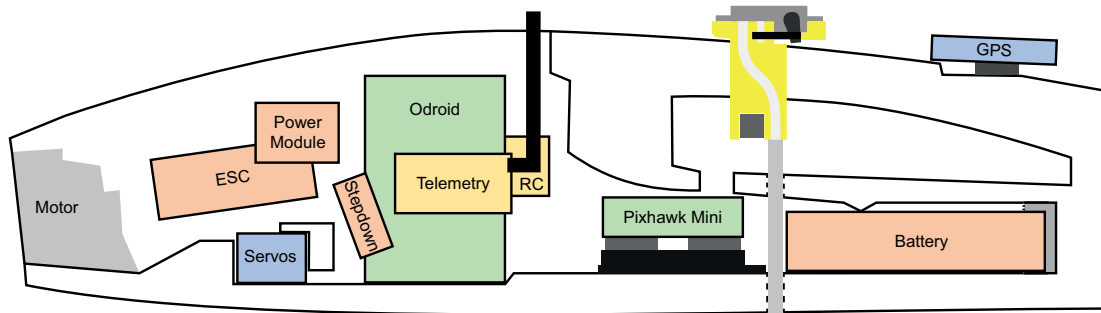 GPS
Odroid
Power
Module
ESC
Telemetry
RC
Stepdown
Motor
Pixhawk Mini
Servos
Battery